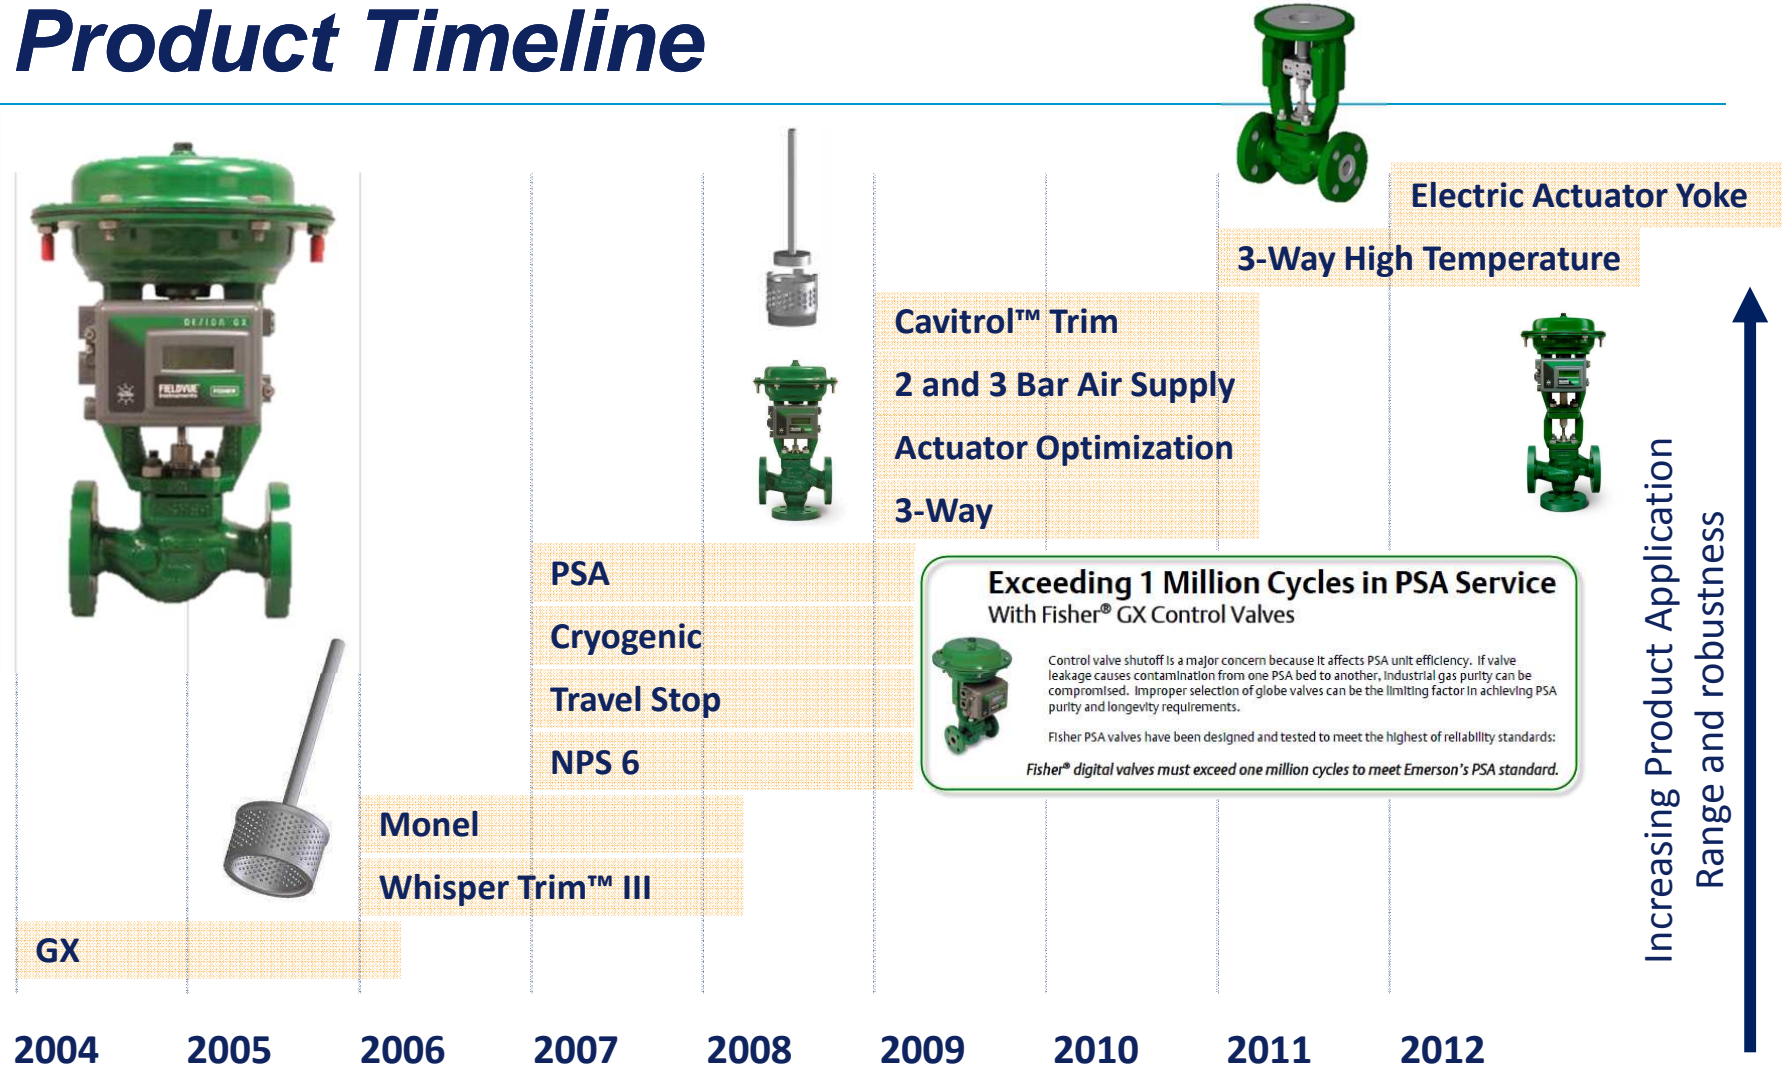 Product Timeline
Electric Actuator Yoke
3-Way High Temperature
Cavitrol™ Trim
2 and 3 Bar Air Supply
Actuator Optimization
3-Way
PSA
Cryogenic
Travel Stop
NPS 6
Monel
Whisper Trim™ III
GX
FIELDVUE
Instruments
FISHER
Exceeding 1 Million Cycles in PSA Service
With Fisher® GX Control Valves
Control valve shutoff is a major concern because it affects PSA unit efficiency. If valve
leakage causes contamination from one PSA bed to another, industrial gas purity can be
compromised. Improper selection of globe valves can be the limiting factor in achieving PSA
purity and longevity requirements.
Fisher PSA valves have been designed and tested to meet the highest of reliability standards:
Fisher® digital valves must exceed one million cycles to meet Emerson's PSA standard.
Increasing Product Application
Range and robustness
2004 2005 2006 2007 2008 2009 2010 2011 2012